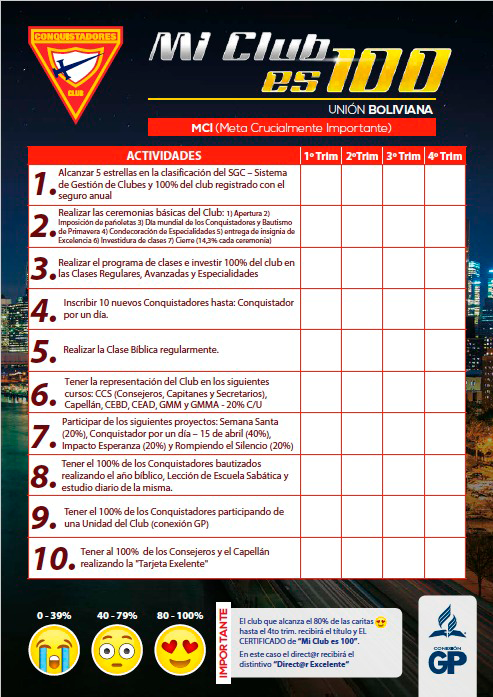 CONQUISTADORES
CLUB
Mi Club
es 100
UNIÓN BOLIVIANA
MCI (Meta Crucialmente Importante)
ACTIVIDADES 1º Trim 2ºTrim 3º Trim 4º Trim
1. Alcanzar 5 estrellas en la clasificación del SGC – Sistema
de Gestión de Clubes y 100% del club registrado con el
seguro anual
2. Realizar las ceremonias básicas del Club: 1) Apertura 2)
Imposición de pañoletas 3) Día mundial de los Conquistadores y Bautismo
de Primavera 4) Condecoración de Especialidades 5) entrega de insignia de
Excelencia 6) Investidura de clases 7) Cierre (14,3% cada ceremonia)
3. Realizar el programa de clases e investir 100% del club en
las Clases Regulares, Avanzadas y Especialidades
4. Inscribir 10 nuevos Conquistadores hasta: Conquistador
por un día.
5. Realizar la Clase Bíblica regularmente.
6. Tener la representación del Club en los siguientes
cursos: CCS (Consejeros, Capitanes y Secretarios),
Capellán, CEBD, CEAD, GMM y GMMA - 20% C/U
7. Participar de los siguientes proyectos: Semana Santa
(20%), Conquistador por un día – 15 de abril (40%),
Impacto Esperanza (20%) y Rompiendo el Silencio (20%)
8. Tener el 100% de los Conquistadores bautizados
realizando el año bíblico, Lección de Escuela Sabática y
estudio diario de la misma.
9. Tener el 100% de los Conquistadores participando de
una Unidad del Club (conexión GP)
10. Tener al 100% de los Consejos y el Capellán
realizando la "Tarjeta Exelente"
0 - 39% 40 - 79% 80 - 100%
IMPORTANTE
El club que alcanza el 80% de las caritas
hasta el 4to trim. recibirá el título y EL
CERTIFICADO de "Mi Club es 100".
En este caso el direct@r recibirá el
distintivo "Direct@r Excelente"
CONEXIÓN
GP